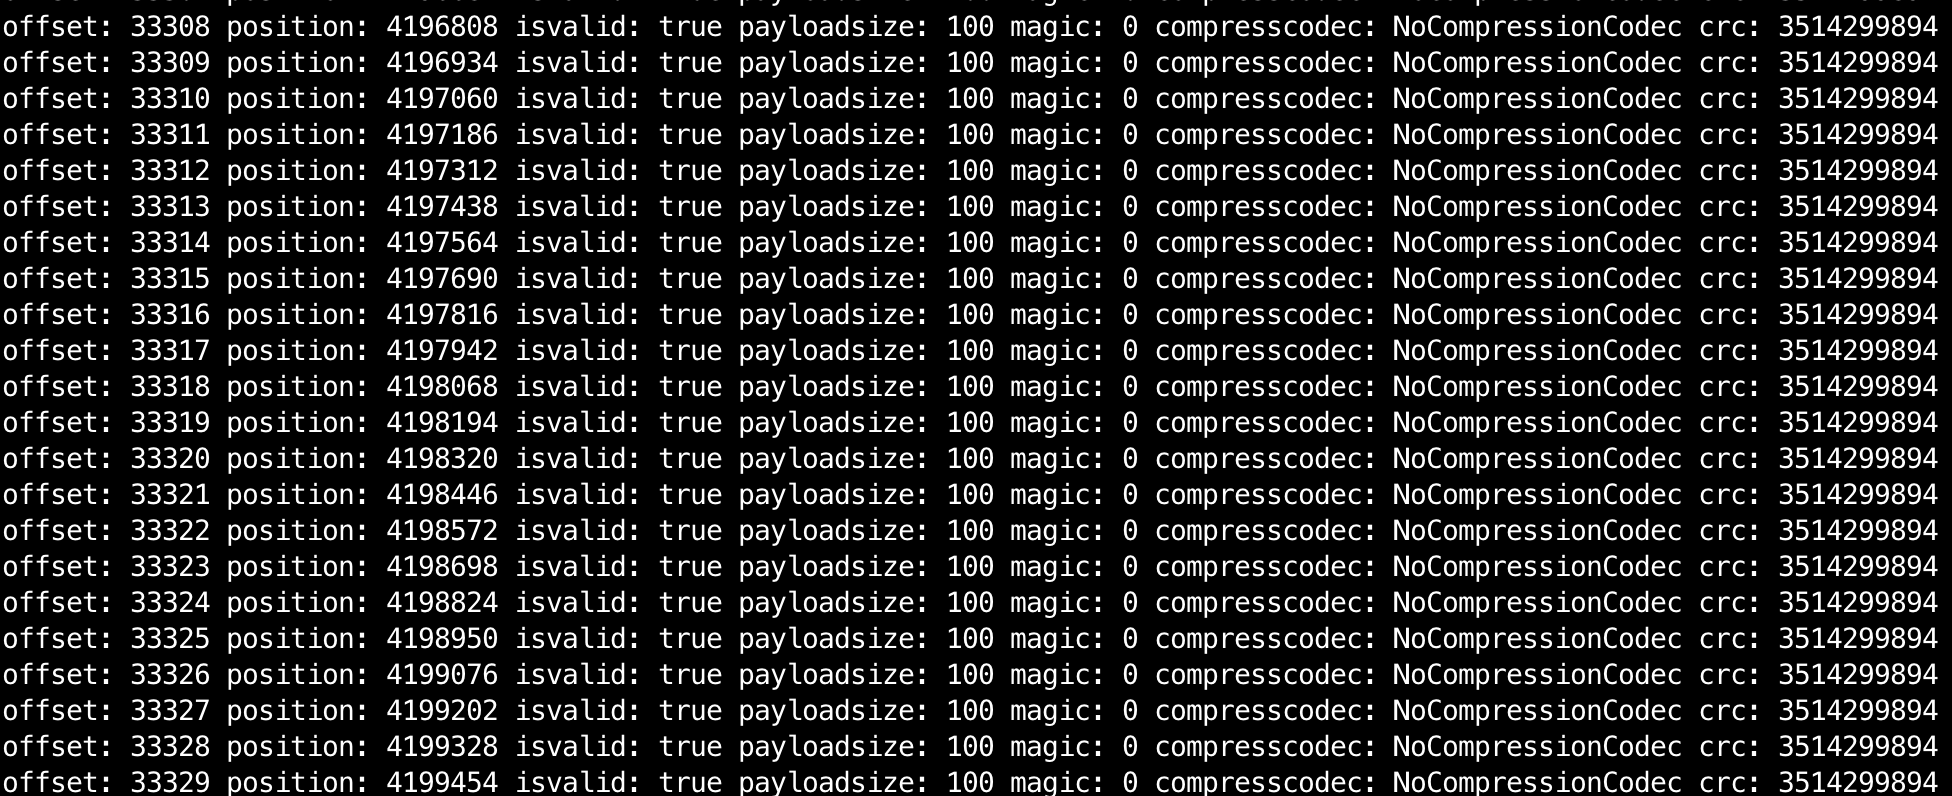 offset: 33308 position: 4196808 isvalid: true payloadsize: 100 magic: 0 compresscodec: NoCompressionCodec crc: 3514299894
offset: 33309 position: 4196934 isvalid: true payloadsize: 100 magic: 0 compresscodec: NoCompressionCodec crc: 3514299894
offset: 33310 position: 4197060 isvalid: true payloadsize: 100 magic: 0 compresscodec: NoCompressionCodec crc: 3514299894
offset: 33311 position: 4197186 isvalid: true payloadsize: 100 magic: 0 compresscodec: NoCompressionCodec crc: 3514299894
offset: 33312 position: 4197312 isvalid: true payloadsize: 100 magic: 0 compresscodec: NoCompressionCodec crc: 3514299894
offset: 33313 position: 4197438 isvalid: true payloadsize: 100 magic: 0 compresscodec: NoCompressionCodec crc: 3514299894
offset: 33314 position: 4197564 isvalid: true payloadsize: 100 magic: 0 compresscodec: NoCompressionCodec crc: 3514299894
offset: 33315 position: 4197690 isvalid: true payloadsize: 100 magic: 0 compresscodec: NoCompressionCodec crc: 3514299894
offset: 33316 position: 4197816 isvalid: true payloadsize: 100 magic: 0 compresscodec: NoCompressionCodec crc: 3514299894
offset: 33317 position: 4197942 isvalid: true payloadsize: 100 magic: 0 compresscodec: NoCompressionCodec crc: 3514299894
offset: 33318 position: 4198068 isvalid: true payloadsize: 100 magic: 0 compresscodec: NoCompressionCodec crc: 3514299894
offset: 33319 position: 4198194 isvalid: true payloadsize: 100 magic: 0 compresscodec: NoCompressionCodec crc: 3514299894
offset: 33320 position: 4198320 isvalid: true payloadsize: 100 magic: 0 compresscodec: NoCompressionCodec crc: 3514299894
offset: 33321 position: 4198446 isvalid: true payloadsize: 100 magic: 0 compresscodec: NoCompressionCodec crc: 3514299894
offset: 33322 position: 4198572 isvalid: true payloadsize: 100 magic: 0 compresscodec: NoCompressionCodec crc: 3514299894
offset: 33323 position: 4198698 isvalid: true payloadsize: 100 magic: 0 compresscodec: NoCompressionCodec crc: 3514299894
offset: 33324 position: 4198824 isvalid: true payloadsize: 100 magic: 0 compresscodec: NoCompressionCodec crc: 3514299894
offset: 33325 position: 4198950 isvalid: true payloadsize: 100 magic: 0 compresscodec: NoCompressionCodec crc: 3514299894
offset: 33326 position: 4199076 isvalid: true payloadsize: 100 magic: 0 compresscodec: NoCompressionCodec crc: 3514299894
offset: 33327 position: 4199202 isvalid: true payloadsize: 100 magic: 0 compresscodec: NoCompressionCodec crc: 3514299894
offset: 33328 position: 4199328 isvalid: true payloadsize: 100 magic: 0 compresscodec: NoCompressionCodec crc: 3514299894
offset: 33329 position: 4199454 isvalid: true payloadsize: 100 magic: 0 compresscodec: NoCompressionCodec crc: 3514299894